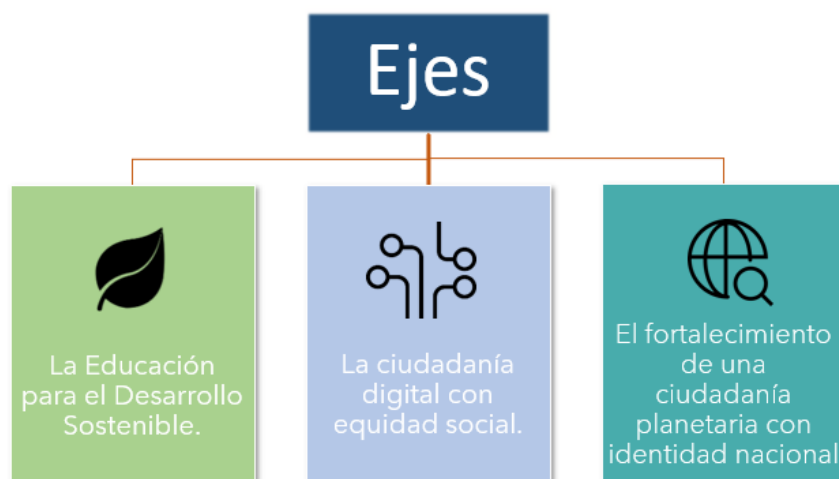 Ejes
La Educación
para el Desarrollo
Sostenible.
La ciudadanía
digital con
equidad social.
El fortalecimiento
de una
ciudadanía
planetaria con
identidad nacional